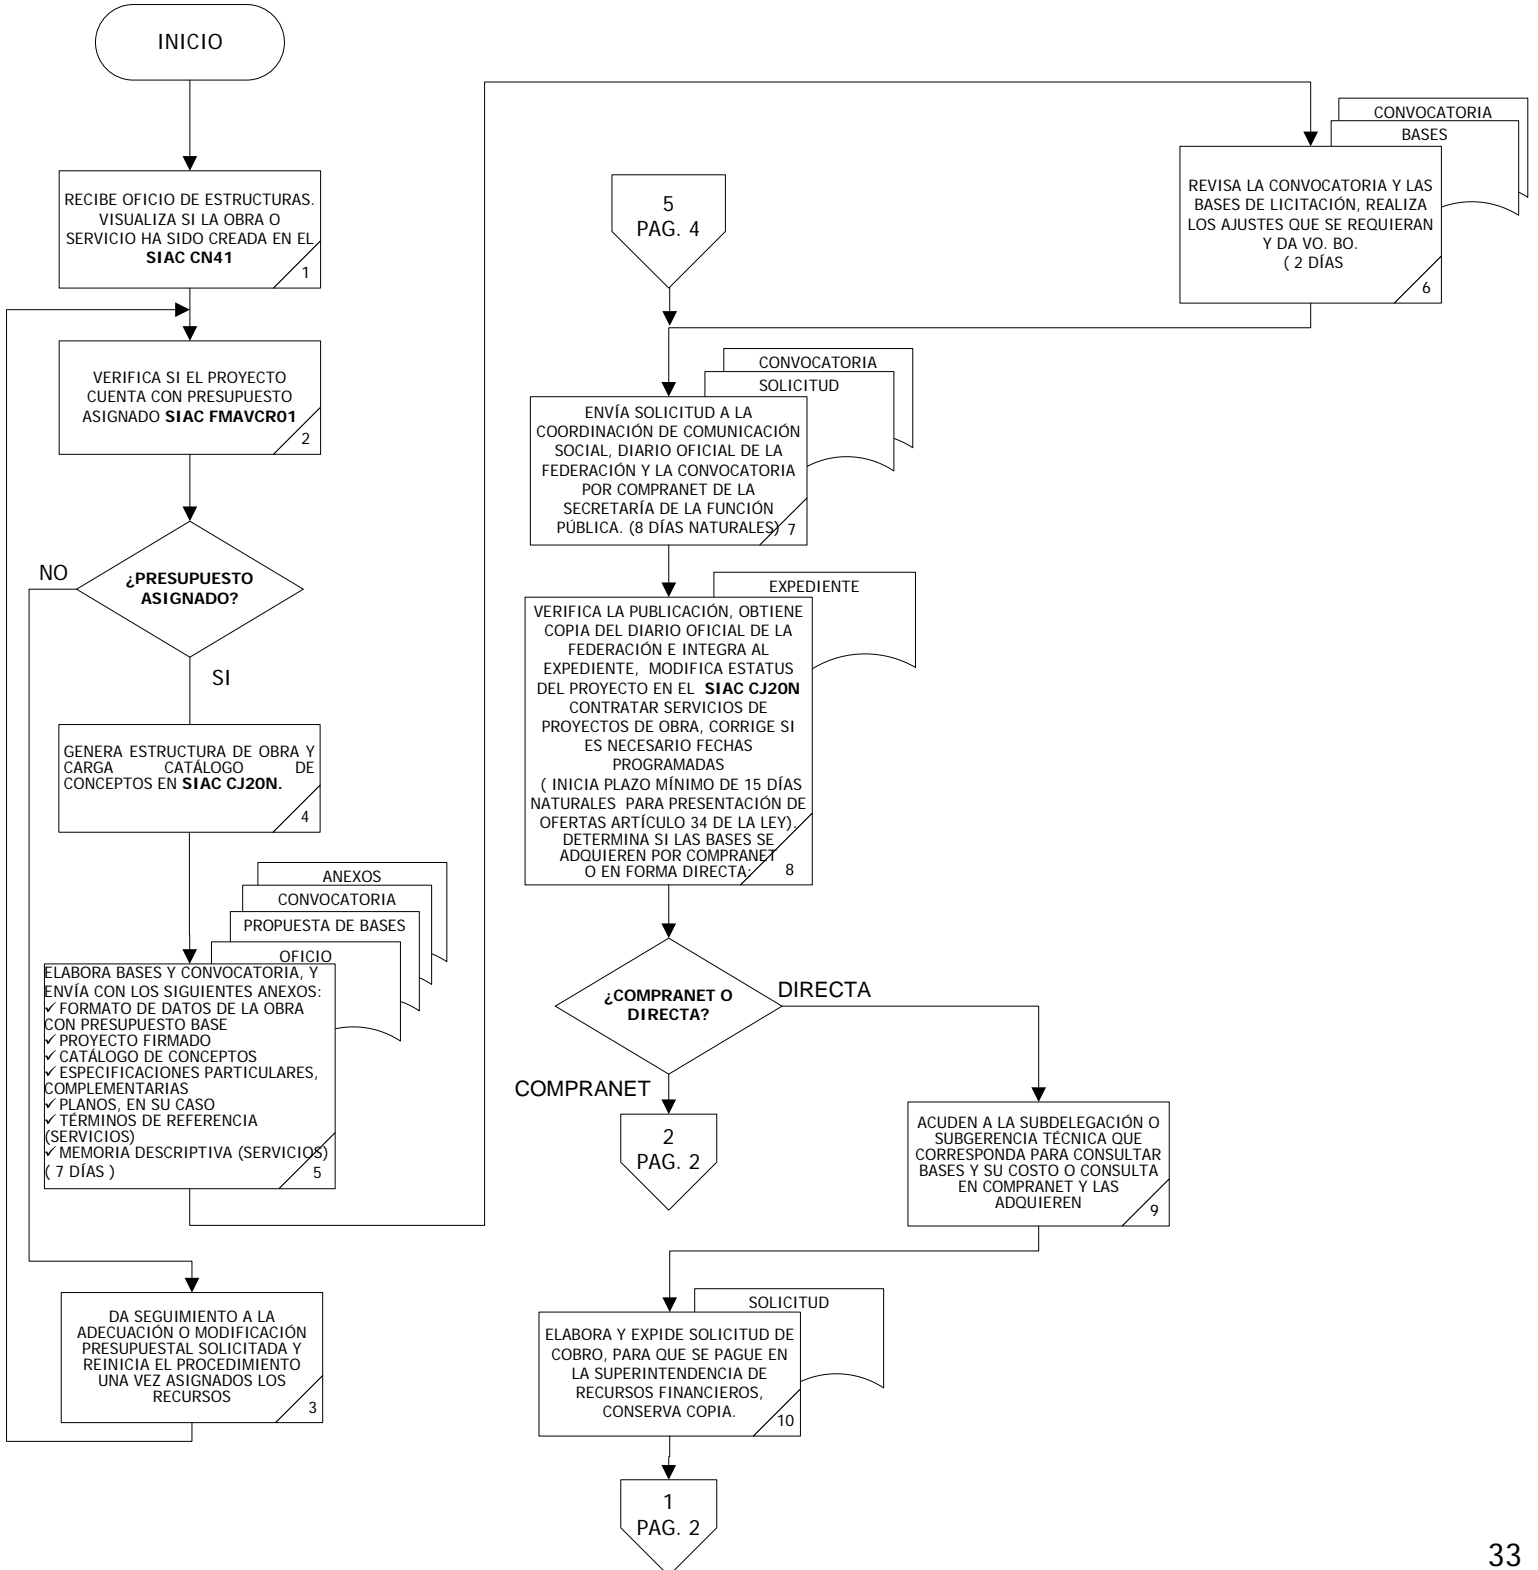 INICIO
RECIBE OFICIO DE ESTRUCTURAS.
VISUALIZA SI LA OBRA O
SERVICIO HA SIDO CREADA EN EL
SIAC CN41
1
VERIFICA SI EL PROYECTO
CUENTA CON PRESUPUESTO
ASIGNADO SIAC FMAVCR01
2
¿PRESUPUESTO
ASIGNADO?
NO
SI
GENERA ESTRUCTURA DE OBRA Y
CARGA CATÁLOGO DE
CONCEPTOS EN SIAC CJ20N.
4
ANEXOS
CONVOCATORIA
PROPUESTA DE BASES
OFICIO
ELABORA BASES Y CONVOCATORIA, Y
ENVÍA CON LOS SIGUIENTES ANEXOS:
✓ FORMATO DE DATOS DE LA OBRA
CON PRESUPUESTO BASE
✓ PROYECTO FIRMADO
✓ CATÁLOGO DE CONCEPTOS
✓ ESPECIFICACIONES PARTICULARES,
COMPLEMENTARIAS
✓ PLANOS, EN SU CASO
✓ TÉRMINOS DE REFERENCIA
(SERVICIOS)
✓ MEMORIA DESCRIPTIVA (SERVICIOS)
( 7 DÍAS )
5
DA SEGUIMIENTO A LA
ADECUACIÓN O MODIFICACIÓN
PRESUPUESTAL SOLICITADA Y
REINICIA EL PROCEDIMIENTO
UNA VEZ ASIGNADOS LOS
RECURSOS
3
CONVOCATORIA
BASES
REVISA LA CONVOCATORIA Y LAS
BASES DE LICITACIÓN, REALIZA
LOS AJUSTES QUE SE REQUIERAN
Y DA VO. BO.
( 2 DÍAS
6
5
PAG. 4
CONVOCATORIA
SOLICITUD
ENVÍA SOLICITUD A LA
COORDINACIÓN DE COMUNICACIÓN
SOCIAL, DIARIO OFICIAL DE LA
FEDERACIÓN Y LA CONVOCATORIA
POR COMPRANET DE LA
SECRETARÍA DE LA FUNCIÓN
PÚBLICA. (8 DÍAS NATURALES)
7
EXPEDIENTE
VERIFICA LA PUBLICACIÓN, OBTIENE
COPIA DEL DIARIO OFICIAL DE LA
FEDERACIÓN E INTEGRA AL
EXPEDIENTE, MODIFICA ESTATUS
DEL PROYECTO EN EL SIAC CJ20N
CONTRATAR SERVICIOS DE
PROYECTOS DE OBRA, CORRIGE SI
ES NECESARIO FECHAS
PROGRAMADAS
( INICIA PLAZO MÍNIMO DE 15 DÍAS
NATURALES PARA PRESENTACIÓN DE
OFERTAS ARTÍCULO 34 DE LA LEY).
DETERMINA SI LAS BASES SE
ADQUIEREN POR COMPRANET
O EN FORMA DIRECTA:
8
¿COMPRANET O
DIRECTA?
DIRECTA
COMPRANET
2
PAG. 2
ACUDEN A LA SUBDELEGACIÓN O
SUBGERENCIA TÉCNICA QUE
CORRESPONDA PARA CONSULTAR
BASES Y SU COSTO O CONSULTA
EN COMPRANET Y LAS
ADQUIEREN
9
SOLICITUD
ELABORA Y EXPIDE SOLICITUD DE
COBRO, PARA QUE SE PAGUE EN
LA SUPERINTENDENCIA DE
RECURSOS FINANCIEROS,
CONSERVA COPIA.
10
1
PAG. 2
33